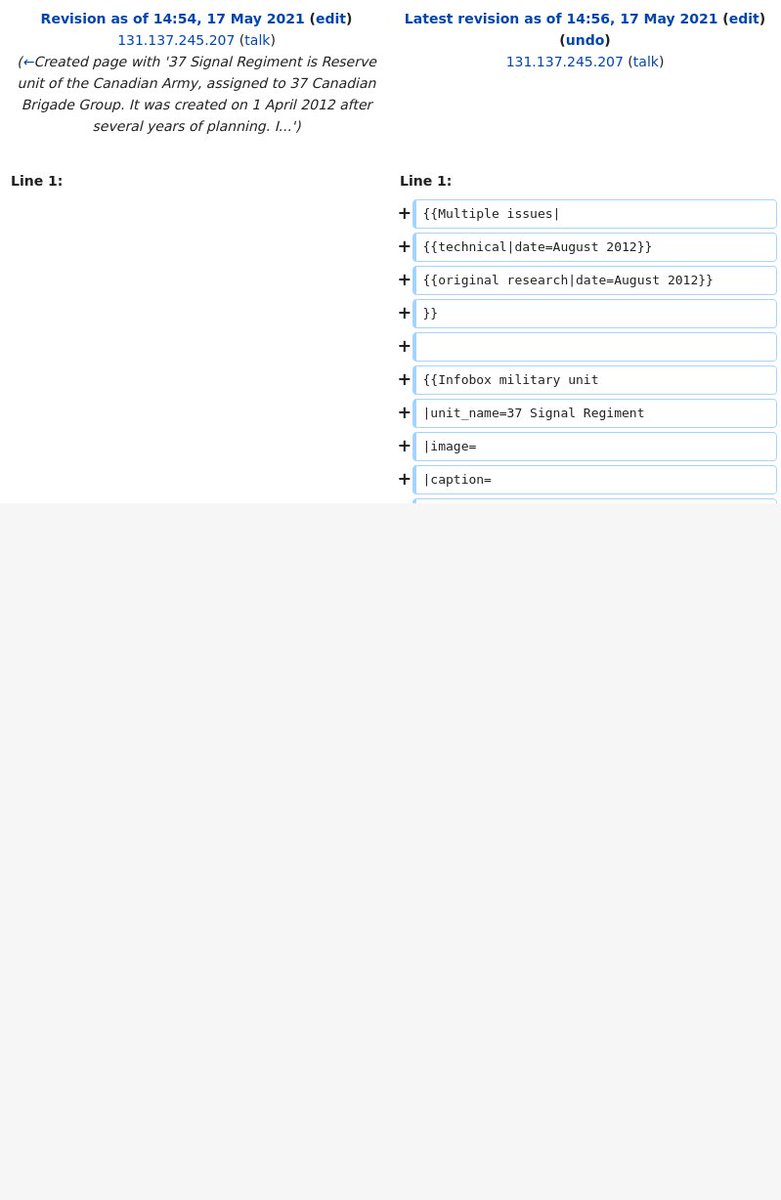 Revision as of 14:54, 17 May 2021 (edit)
131.137.245.207 (talk)
(←Created page with '37 Signal Regiment is Reserve
unit of the Canadian Army, assigned to 37 Canadian
Brigade Group. It was created on 1 April 2012 after
several years of planning. I...')
Latest revision as of 14:56, 17 May 2021 (edit)
(undo)
131.137.245.207 (talk)
Line 1:
Line 1:
+ {{Multiple issues|
+ {{technical|date=August 2012}}
+ {{original research|date=August 2012}}
+ }}
+
+ {{Infobox military unit
+ |unit_name=37 Signal Regiment
+ |image=
+ |caption=